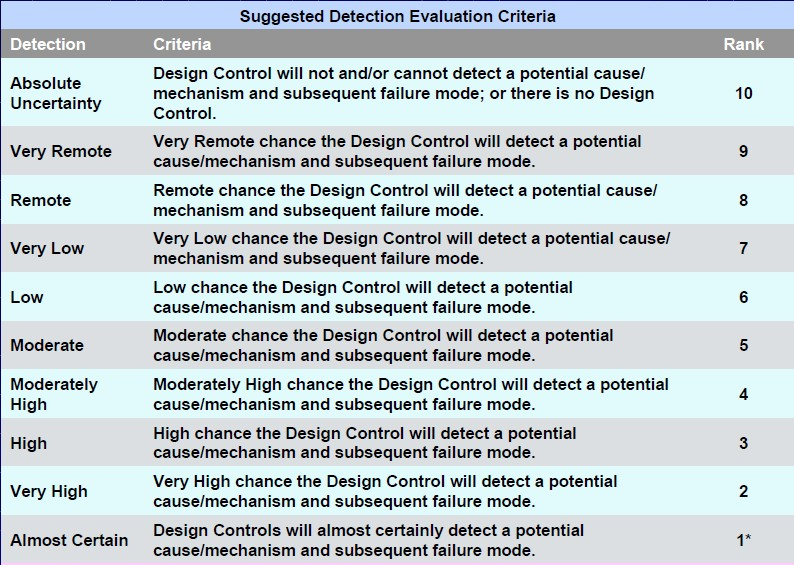 Suggested Detection Evaluation Criteria
Detection Criteria Rank
Absolute
Uncertainty
Design Control will not and/or cannot detect a potential cause/
mechanism and subsequent failure mode; or there is no Design
Control.
10
Very Remote
Very Remote chance the Design Control will detect a potential
cause/mechanism and subsequent failure mode.
9
Remote
Remote chance the Design Control will detect a potential cause/
mechanism and subsequent failure mode.
8
Very Low
Very Low chance the Design Control will detect a potential cause/
mechanism and subsequent failure mode.
7
Low
Low chance the Design Control will detect a potential
cause/mechanism and subsequent failure mode.
6
Moderate
Moderate chance the Design Control will detect a potential
cause/mechanism and subsequent failure mode.
5
Moderately
High
Moderately High chance the Design Control will detect a potential
cause/mechanism and subsequent failure mode.
4
High
High chance the Design Control will detect a potential
cause/mechanism and subsequent failure mode.
3
Very High
Very High chance the Design Control will detect a potential
cause/mechanism and subsequent failure mode.
2
Almost Certain
Design Controls will almost certainly detect a potential
cause/mechanism and subsequent failure mode.
1*